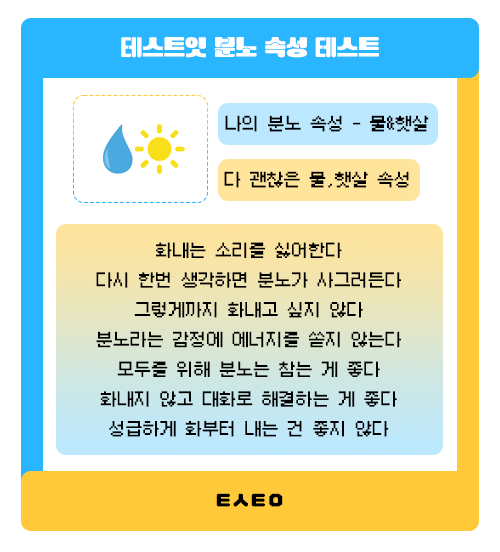 테스트잇 분노 속성 테스트
나의 분노 속성 - 물&햇살
다 괜찮은 물,햇살 속성
화내는 소리를 싫어한다
다시 한번 생각하면 분노가 사그러든다
그렇게까지 화내고 싶지 않다
분노라는 감정에 에너지를 쏟지 않는다
모두를 위해 분노는 참는 게 좋다
화내지 않고 대화로 해결하는 게 좋다
성급하게 화부터 내는 건 좋지 않다
ㅌㅅㅌㅇ